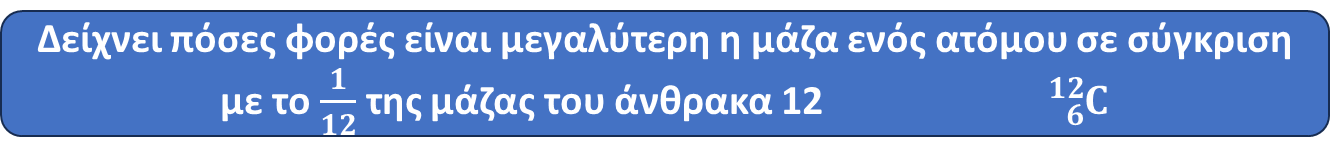 Δείχνει πόσες φορές είναι μεγαλύτερη η μάζα ενός ατόμου σε σύγκριση
με το 1/12 της μάζας του άνθρακα 12 ¹²₆C